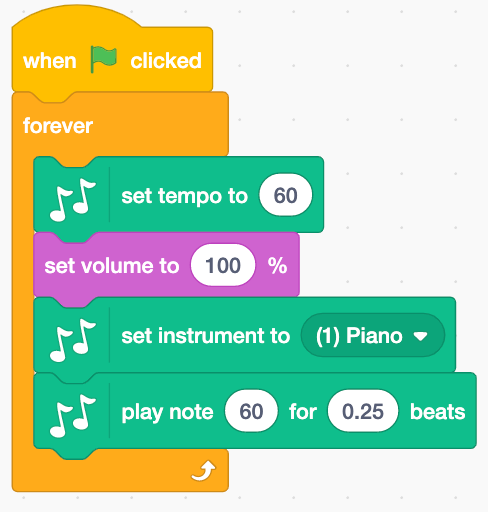 when clicked
forever
set tempo to 60
set volume to 100 %
set instrument to (1) Piano
play note 60 for 0.25 beats